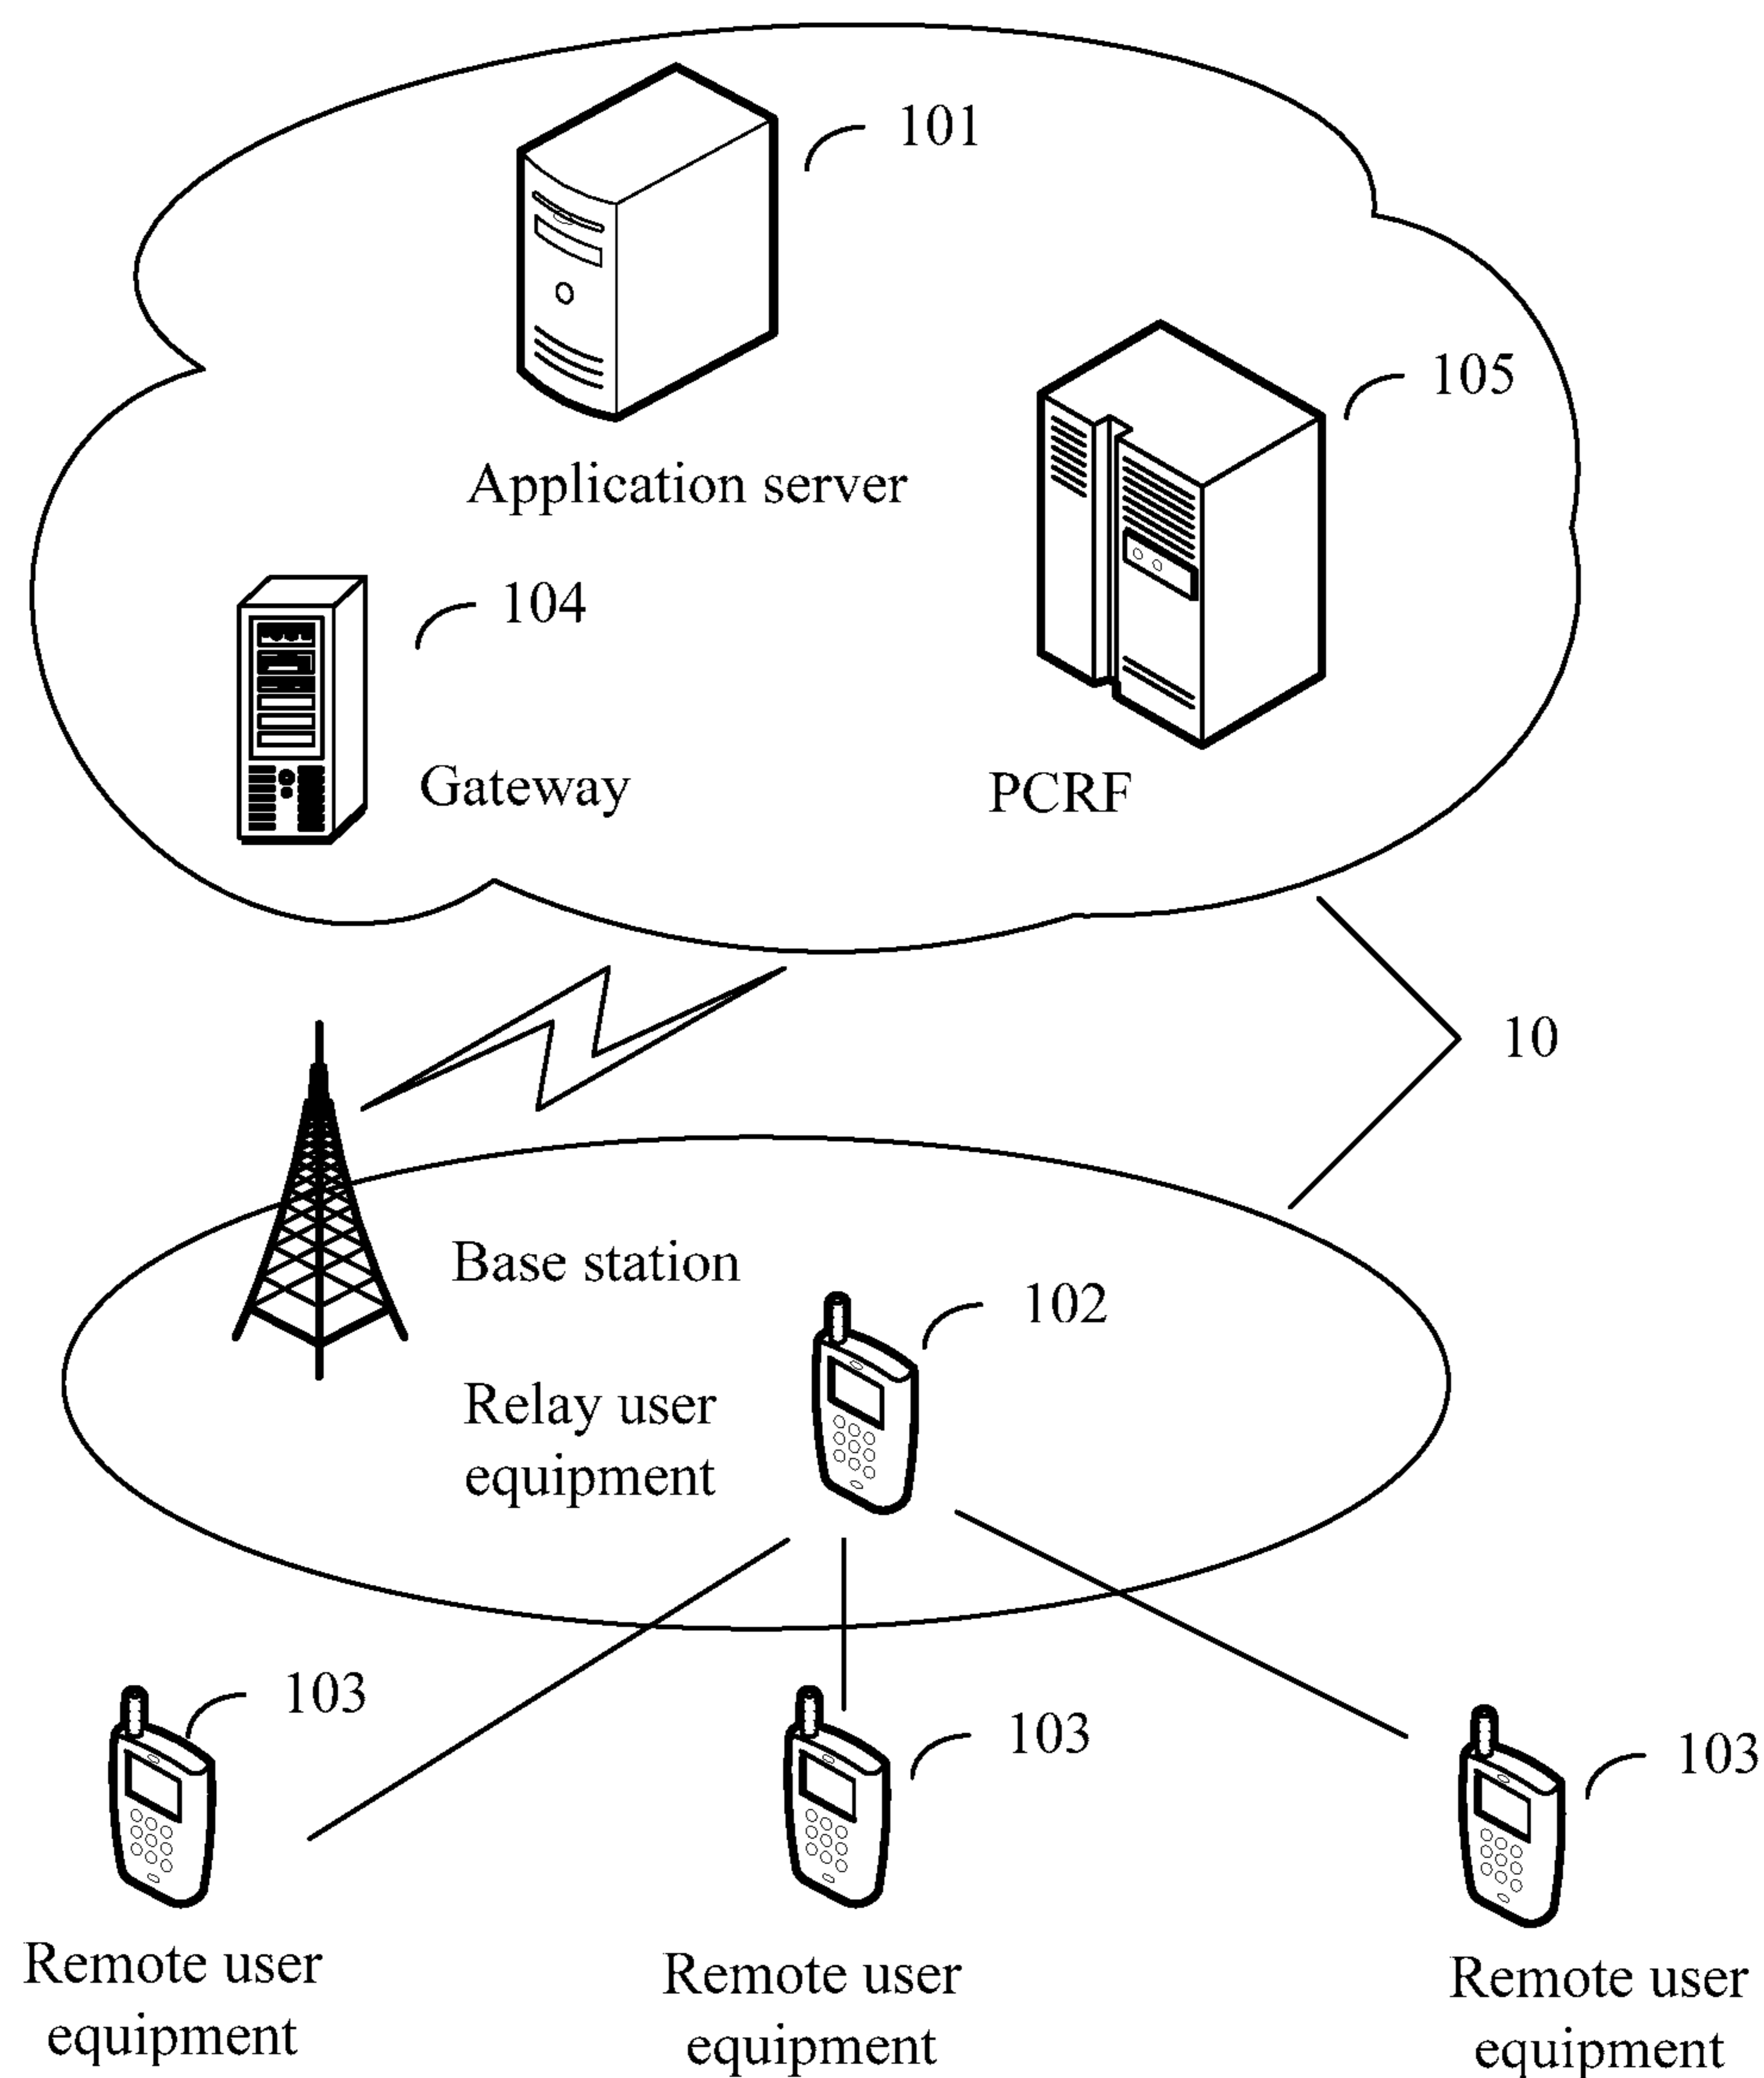 101
105
Application server
104
Gateway
PCRF
10
Base station
102
Relay user
equipment
103
103
103
Remote user
equipment
Remote user
equipment
Remote user
equipment